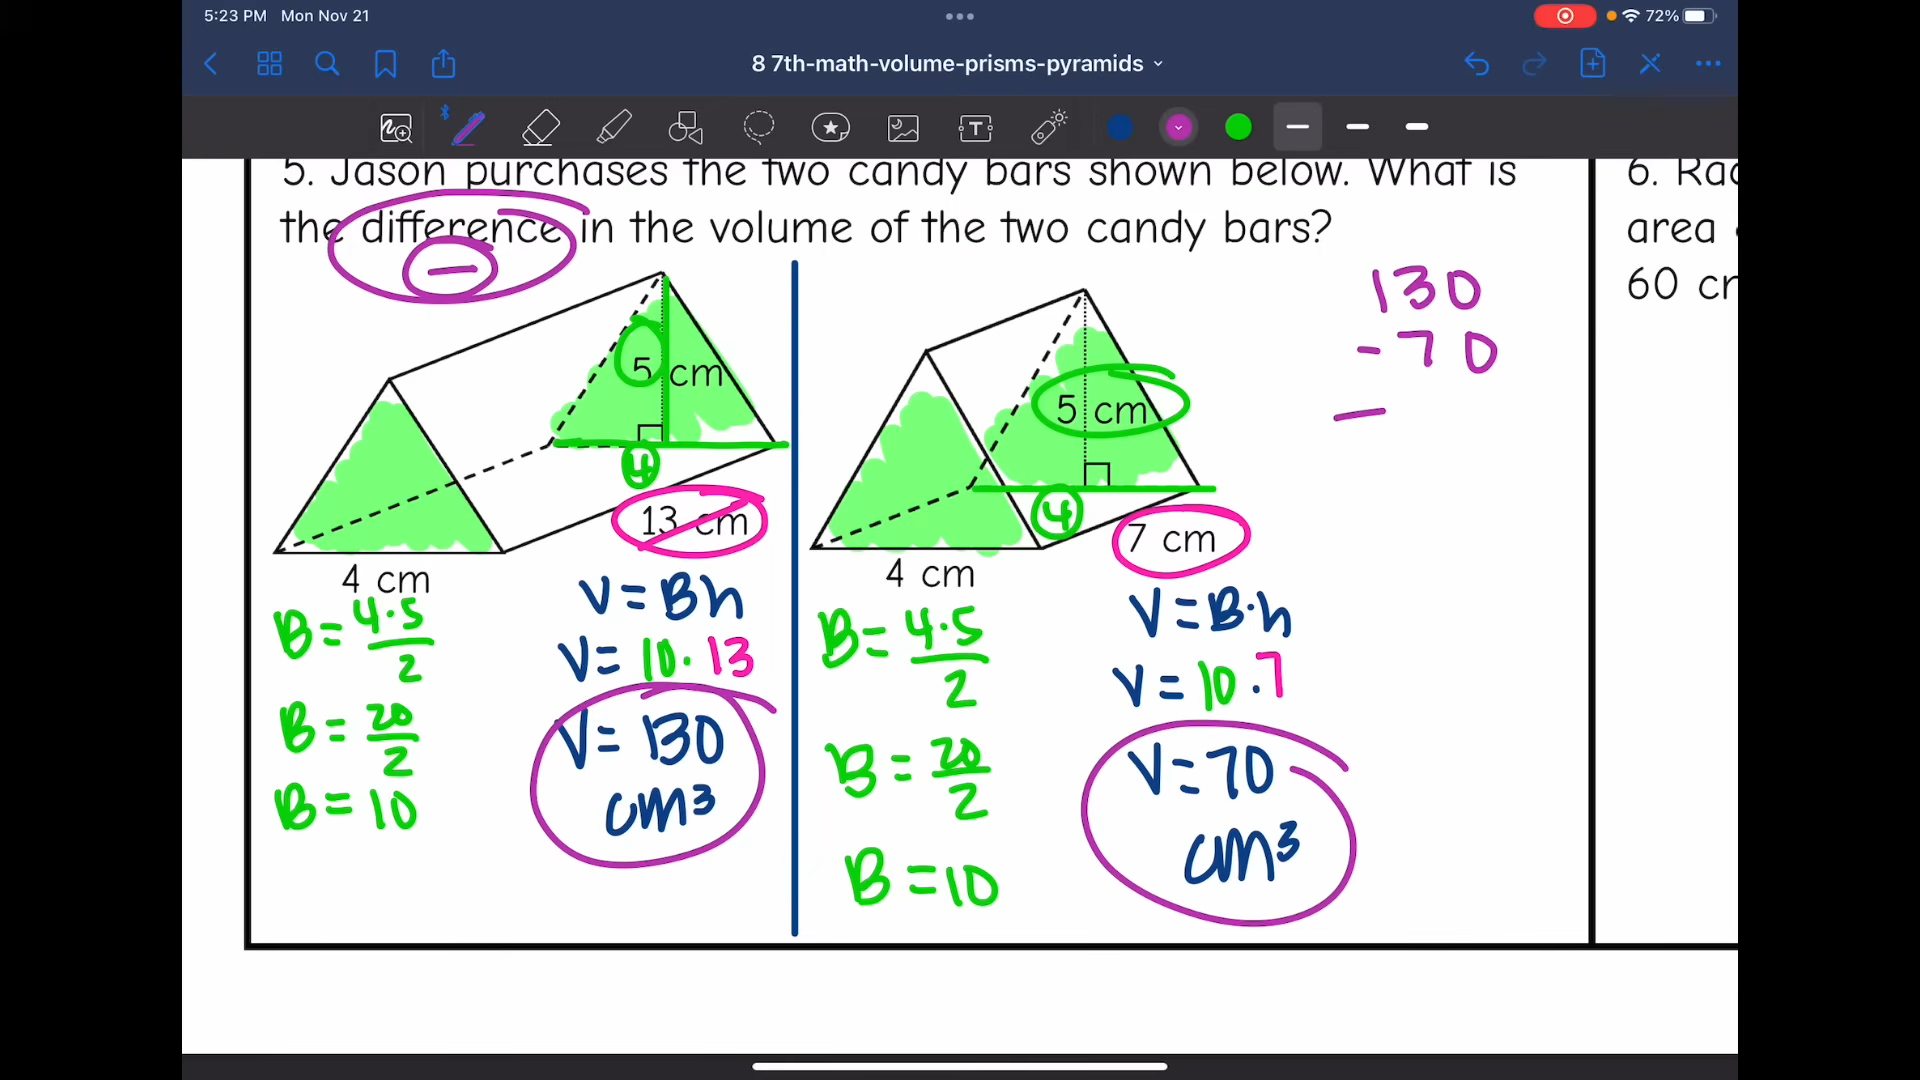 5:23 PM Mon Nov 21
72%
8 7th-math-volume-prisms-pyramids
5. Jason purchases the two candy bars shown below. What is
the difference in the volume of the two candy bars?
−
5 cm
4
13 cm
4 cm
B = 4·5/2
B = 20/2
B = 10
V = Bh
V = 10·13
V = 130
cm³
5 cm
4
7 cm
4 cm
B = 4·5/2
B = 20/2
B = 10
V = B·h
V = 10·7
V = 70
cm³
130
-70
6.
area
60